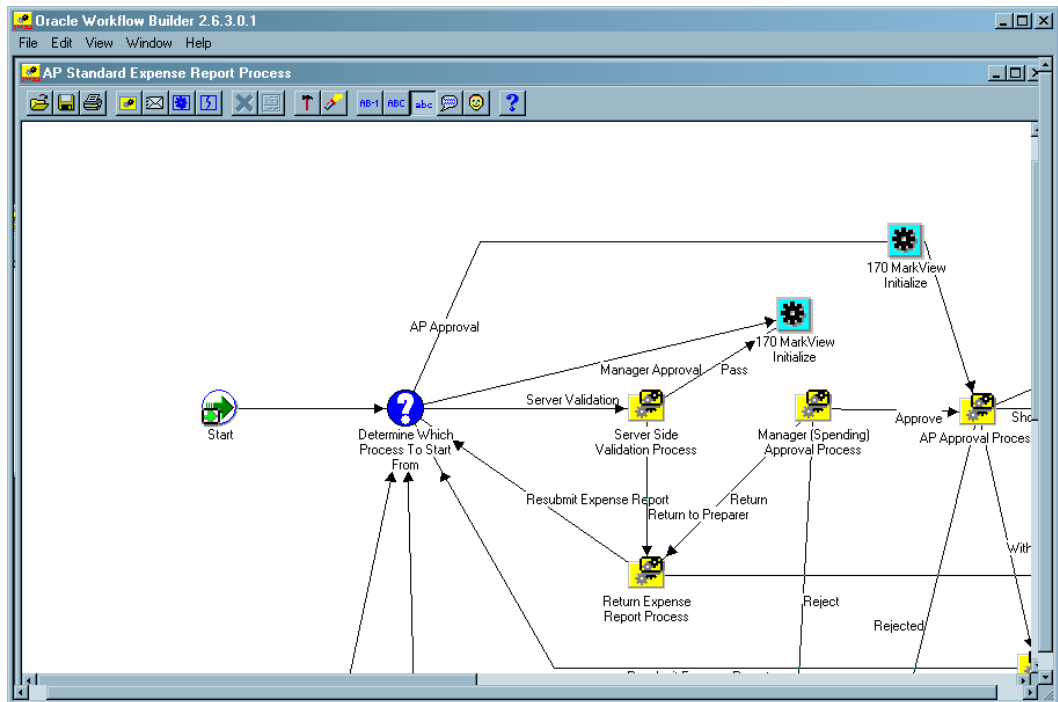 Oracle Workflow Builder 2.6.3.0.1
File Edit View Window Help
AP Standard Expense Report Process
AB-1 ABC abc ?
170 MarkView
Initialize
AP Approval
170 MarkView
Initialize
Manager Approval
Pass
Server Validation
Approve
Sho
Start
?
Determine Which
Process To Start
From
Server Side
Validation Process
Manager (Spending)
Approval Process
AP Approval Process
Resubmit Expense Report
Return
Return to Preparer
With
Return Expense
Report Process
Reject
Rejected